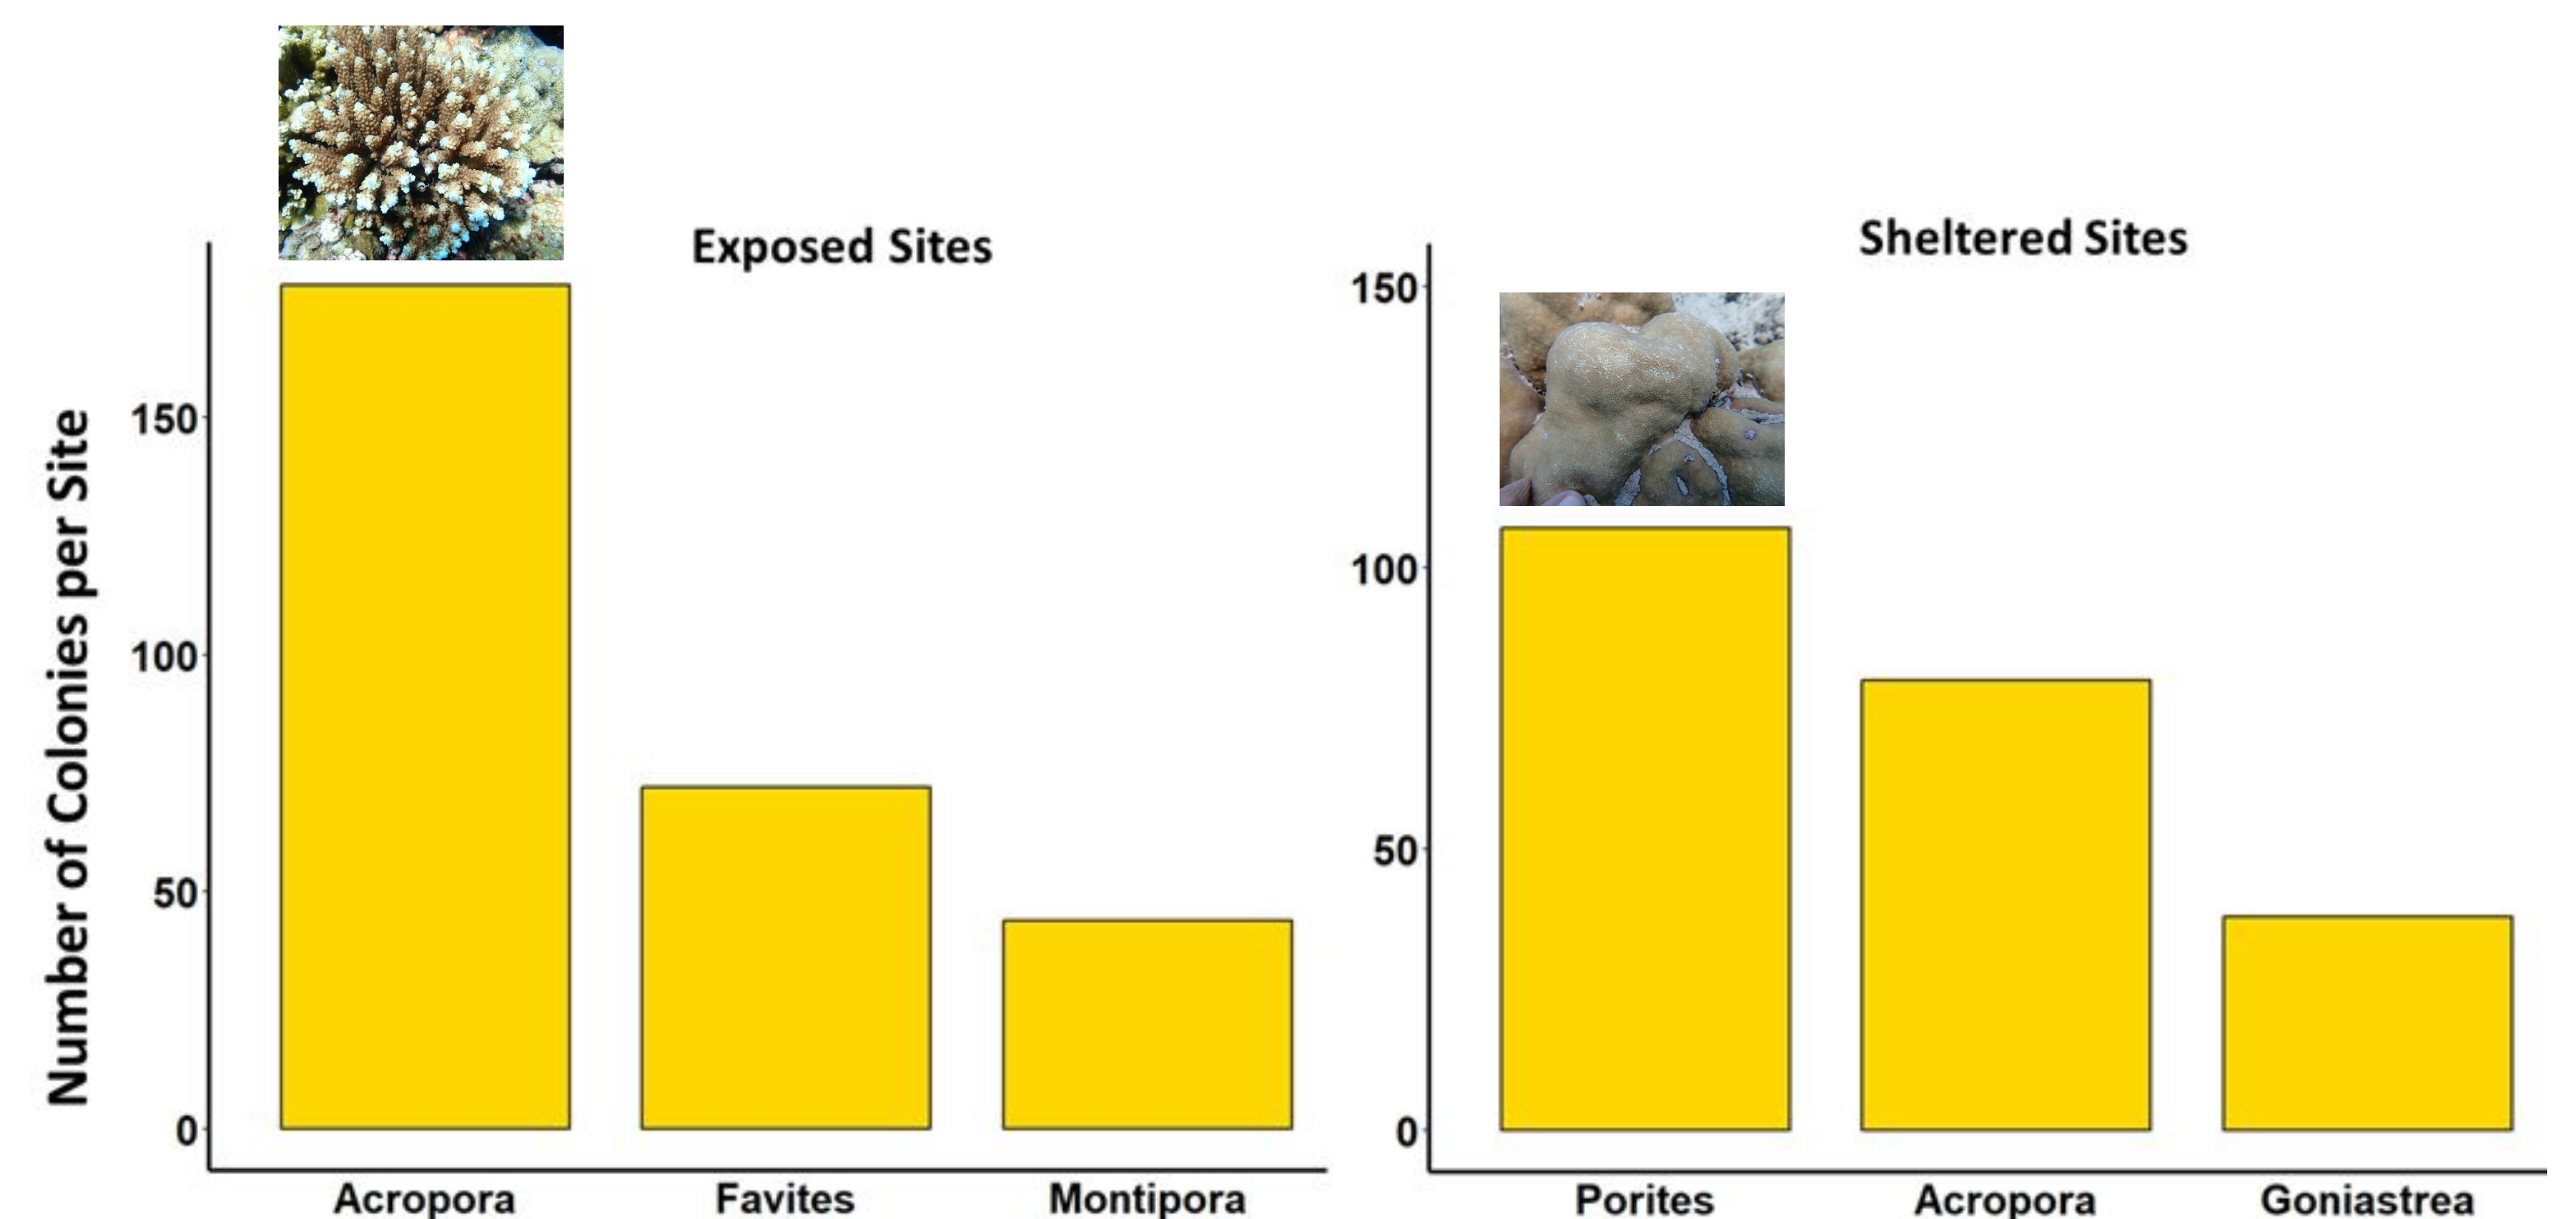 Exposed Sites
Number of Colonies per Site
150
100
50
0
Acropora Favites Montipora
Sheltered Sites
150
100
50
0
Porites Acropora Goniastrea